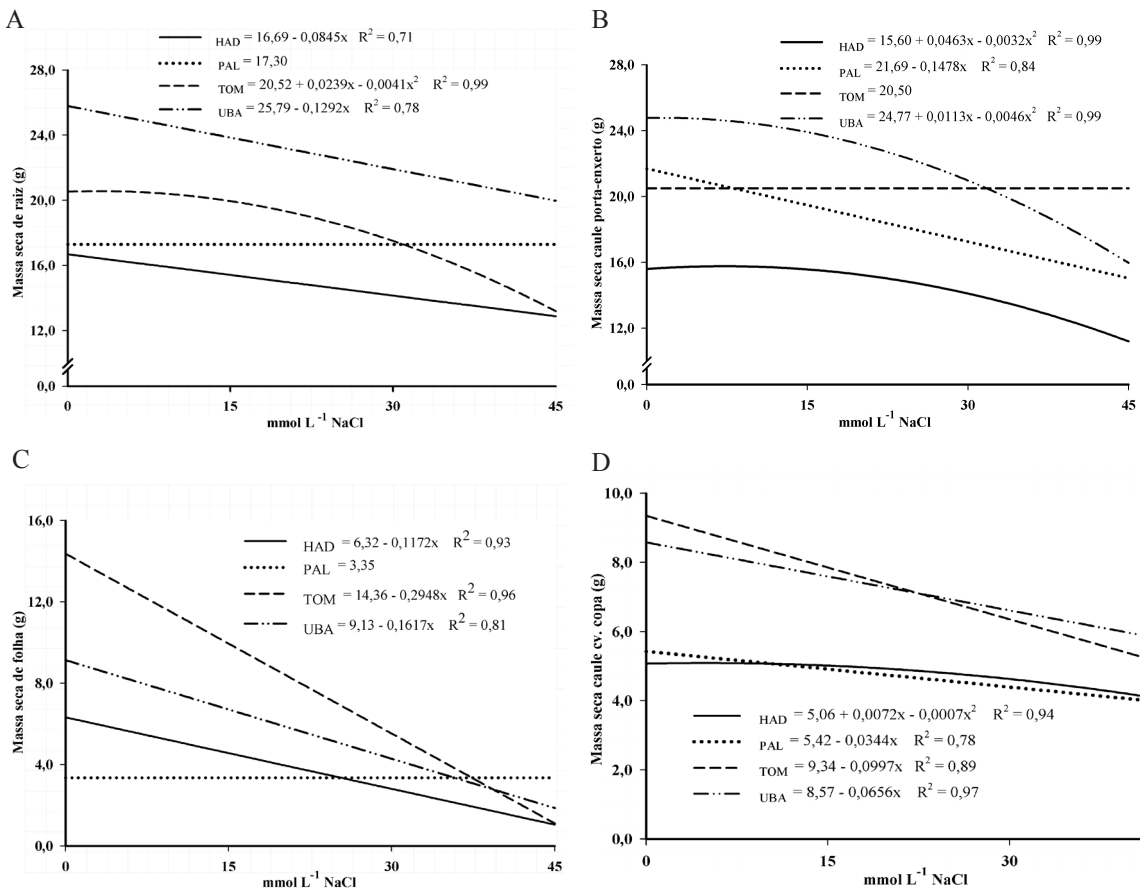 A
HAD = 16,69 - 0,0845x R² = 0,71
PAL = 17,30
TOM = 20,52 + 0,0239x - 0,0041x² R² = 0,99
UBA = 25,79 - 0,1292x R² = 0,78
28,0
24,0
20,0
16,0
12,0
0,0
Massa seca de raiz (g)
0 15 30 45
mmol L⁻¹ NaCl
B
HAD = 15,60 + 0,0463x - 0,0032x² R² = 0,99
PAL = 21,69 - 0,1478x R² = 0,84
TOM = 20,50
UBA = 24,77 + 0,0113x - 0,0046x² R² = 0,99
28,0
24,0
20,0
16,0
12,0
0,0
Massa seca caule porta-enxerto (g)
0 15 30 45
mmol L⁻¹ NaCl
C
HAD = 6,32 - 0,1172x R² = 0,93
PAL = 3,35
TOM = 14,36 - 0,2948x R² = 0,96
UBA = 9,13 - 0,1617x R² = 0,81
16,0
12,0
8,0
4,0
0,0
Massa seca de folha (g)
0 15 30 45
mmol L⁻¹ NaCl
D
10,0
8,0
6,0
4,0
2,0
0,0
Massa seca caule cv. copa (g)
HAD = 5,06 + 0,0072x - 0,0007x² R² = 0,94
PAL = 5,42 - 0,0344x R² = 0,78
TOM = 9,34 - 0,0997x R² = 0,89
UBA = 8,57 - 0,0656x R² = 0,97
0 15 30
mmol L⁻¹ NaCl